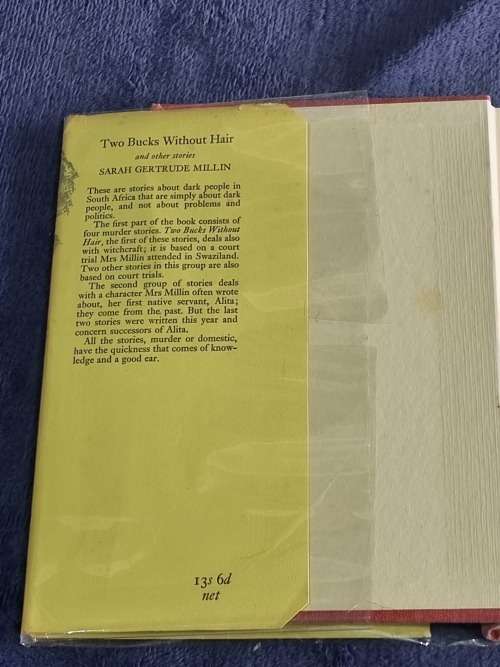 Two Bucks Without Hair
and other stories
SARAH GERTRUDE MILLIN
These are stories about dark people in
South Africa that are simply about dark
people, and not about problems and
politics.
The first part of the book consists of
four murder stories. Two Bucks Without
Hair, the first of these stories, deals also
with witchcraft; it is based on a court
trial Mrs Millin attended in Swaziland.
Two other stories in this group are also
based on court trials.
The second group of stories deals
with a character Mrs Millin often wrote
about, her first native servant, Alita;
they come from the past. But the last
two stories were written this year and
concern successors of Alita.
All the stories, murder or domestic,
have the quickness that comes of know-
ledge and a good ear.
13s 6d
net